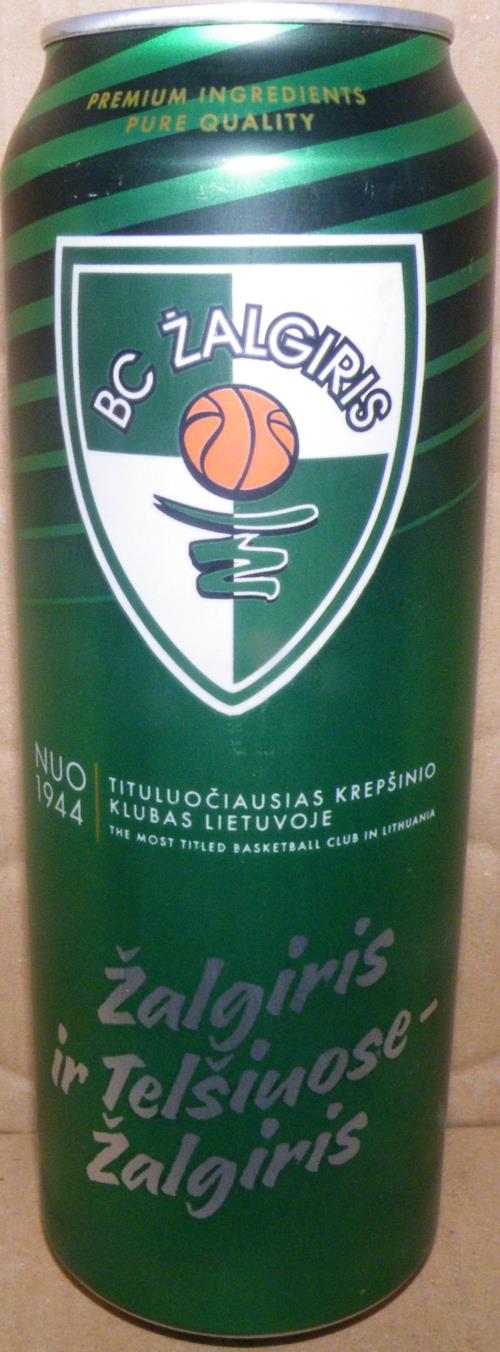 PREMIUM INGREDIENTS
PURE QUALITY
BC ŽALGIRIS
NUO
1944
TITULUOČIAUSIAS KREPŠINIO
KLUBAS LIETUVOJE
THE MOST TITLED BASKETBALL CLUB IN LITHUANIA
Žalgiris
ir Telšiuose-
Žalgiris